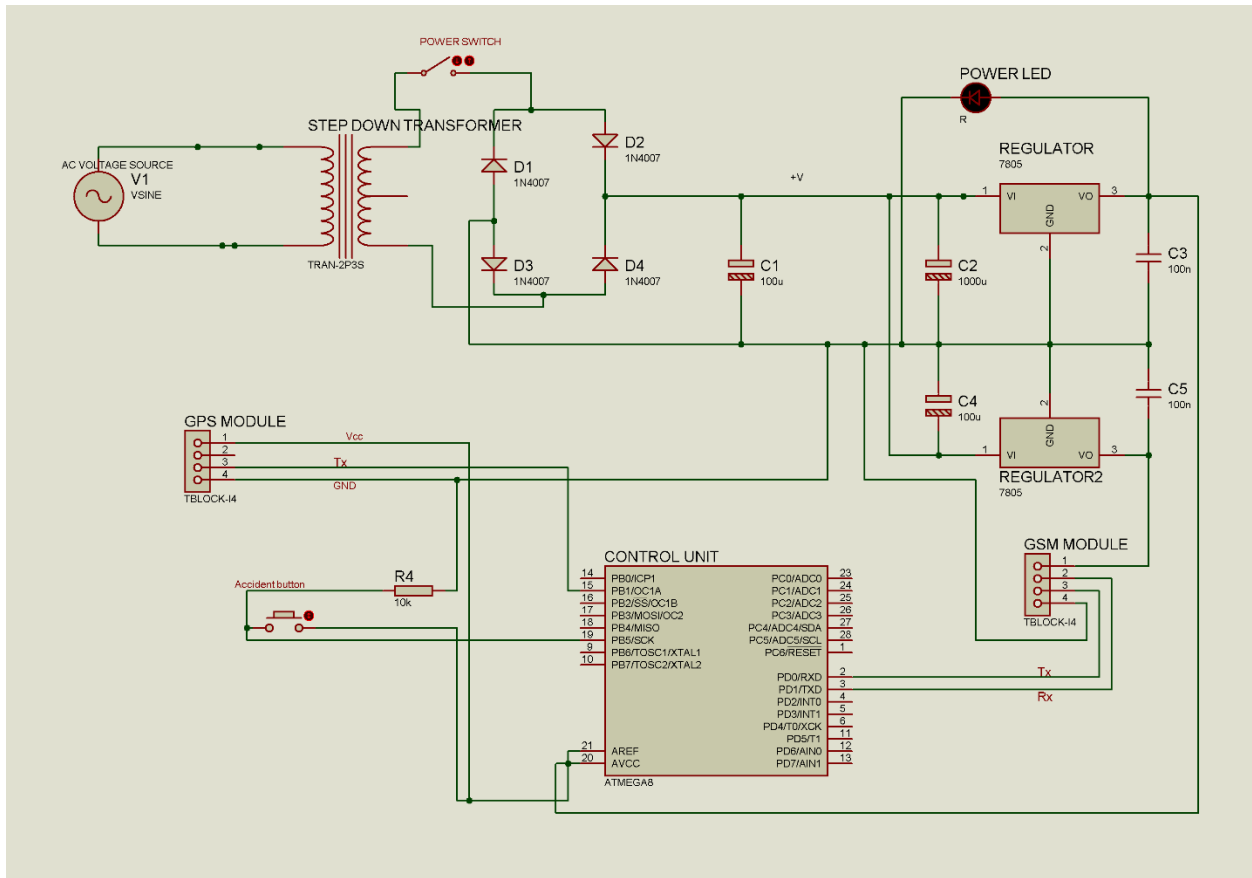 POWER SWITCH
STEP DOWN TRANSFORMER
AC VOLTAGE SOURCE
V1
VSINE
TRAN-2P3S
D1
1N4007
D2
1N4007
D3
1N4007
D4
1N4007
+V
C1
100u
C2
1000u
POWER LED
R
REGULATOR
7805
1
VI
VO
3
GND
2
C3
100n
C4
100u
C5
100n
2
GND
1
VI
VO
3
REGULATOR2
7805
GPS MODULE
1
2
3
4
Vcc
Tx
GND
TBLOCK-I4
Accident button
R4
10k
GSM MODULE
1
2
3
4
TBLOCK-I4
Tx
Rx
CONTROL UNIT
14 PB0/ICP1
15 PB1/OC1A
16 PB2/SS/OC1B
17 PB3/MOSI/OC2
18 PB4/MISO
19 PB5/SCK
9 PB6/TOSC1/XTAL1
10 PB7/TOSC2/XTAL2
21 AREF
20 AVCC
PC0/ADC0 23
PC1/ADC1 24
PC2/ADC2 25
PC3/ADC3 26
PC4/ADC4/SDA 27
PC5/ADC5/SCL 28
PC6/RESET 1
PD0/RXD 2
PD1/TXD 3
PD2/INT0 4
PD3/INT1 5
PD4/T0/XCK 6
PD5/T1 11
PD6/AIN0 12
PD7/AIN1 13
ATMEGA8